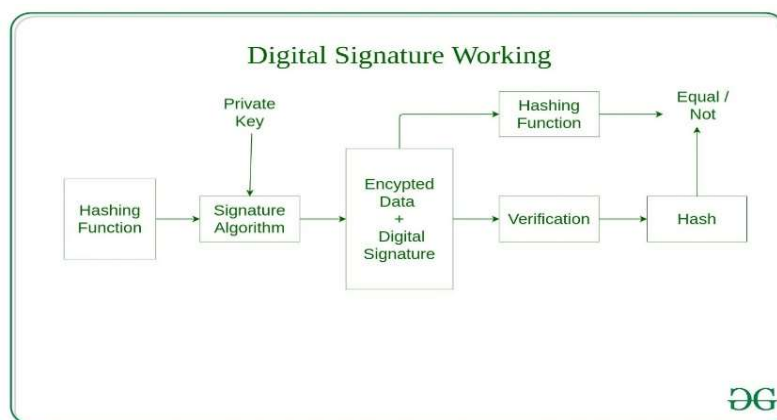 Digital Signature Working
Private
Key
Hashing
Function
Equal /
Not
Hashing
Function
Signature
Algorithm
Encypted
Data
+
Digital
Signature
Verification
Hash